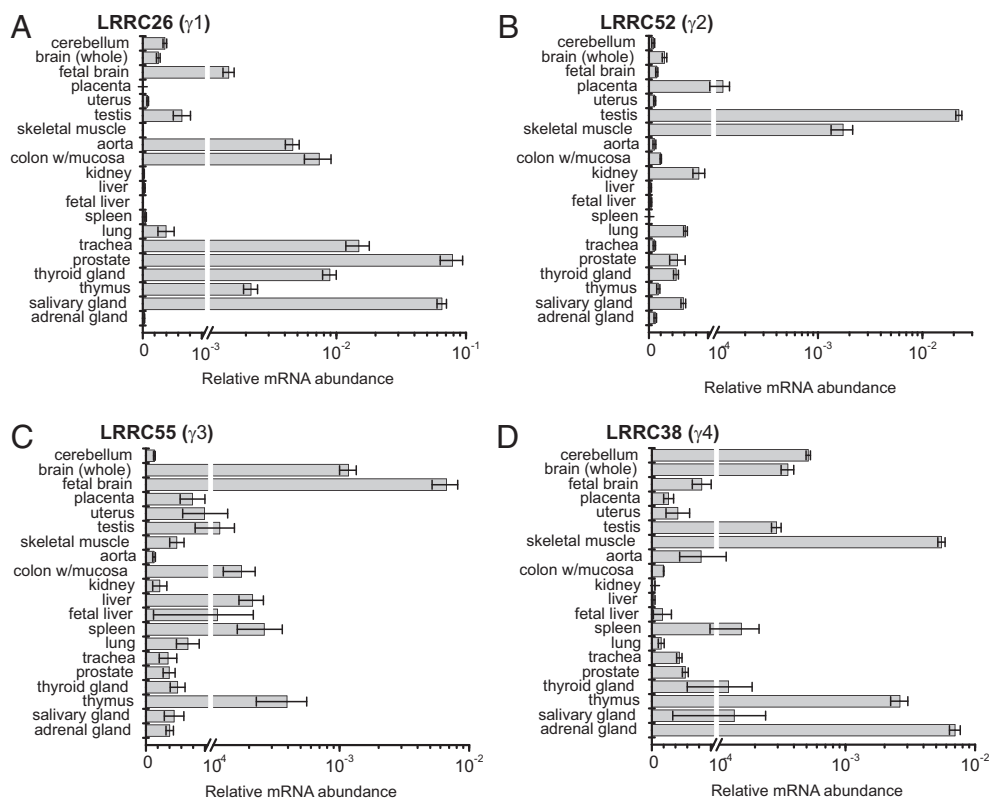 A
LRRC26 (γ1)
cerebellum
brain (whole)
fetal brain
placenta
uterus
testis
skeletal muscle
aorta
colon w/mucosa
kidney
liver
fetal liver
spleen
lung
trachea
prostate
thyroid gland
thymus
salivary gland
adrenal gland
0 10-3 10-2 10-1
Relative mRNA abundance
B
LRRC52 (γ2)
cerebellum
brain (whole)
fetal brain
placenta
uterus
testis
skeletal muscle
aorta
colon w/mucosa
kidney
liver
fetal liver
spleen
lung
trachea
prostate
thyroid gland
thymus
salivary gland
adrenal gland
0 104 10-3 10-2
Relative mRNA abundance
C
LRRC55 (γ3)
cerebellum
brain (whole)
fetal brain
placenta
uterus
testis
skeletal muscle
aorta
colon w/mucosa
kidney
liver
fetal liver
spleen
lung
trachea
prostate
thyroid gland
thymus
salivary gland
adrenal gland
0 104 10-3 10-2
Relative mRNA abundance
D
LRRC38 (γ4)
cerebellum
brain (whole)
fetal brain
placenta
uterus
testis
skeletal muscle
aorta
colon w/mucosa
kidney
liver
fetal liver
spleen
lung
trachea
prostate
thyroid gland
thymus
salivary gland
adrenal gland
0 104 10-3 10-2
Relative mRNA abundance